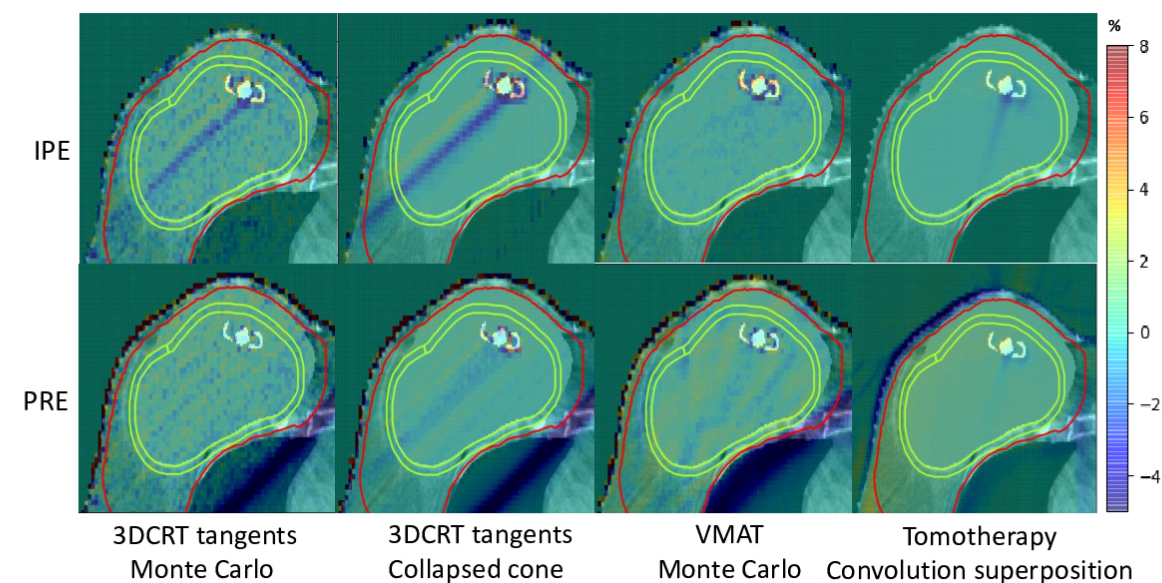 %
8
IPE
6
4
2
0
PRE
−2
−4
3DCRT tangents
Monte Carlo
3DCRT tangents
Collapsed cone
VMAT
Monte Carlo
Tomotherapy
Convolution superposition